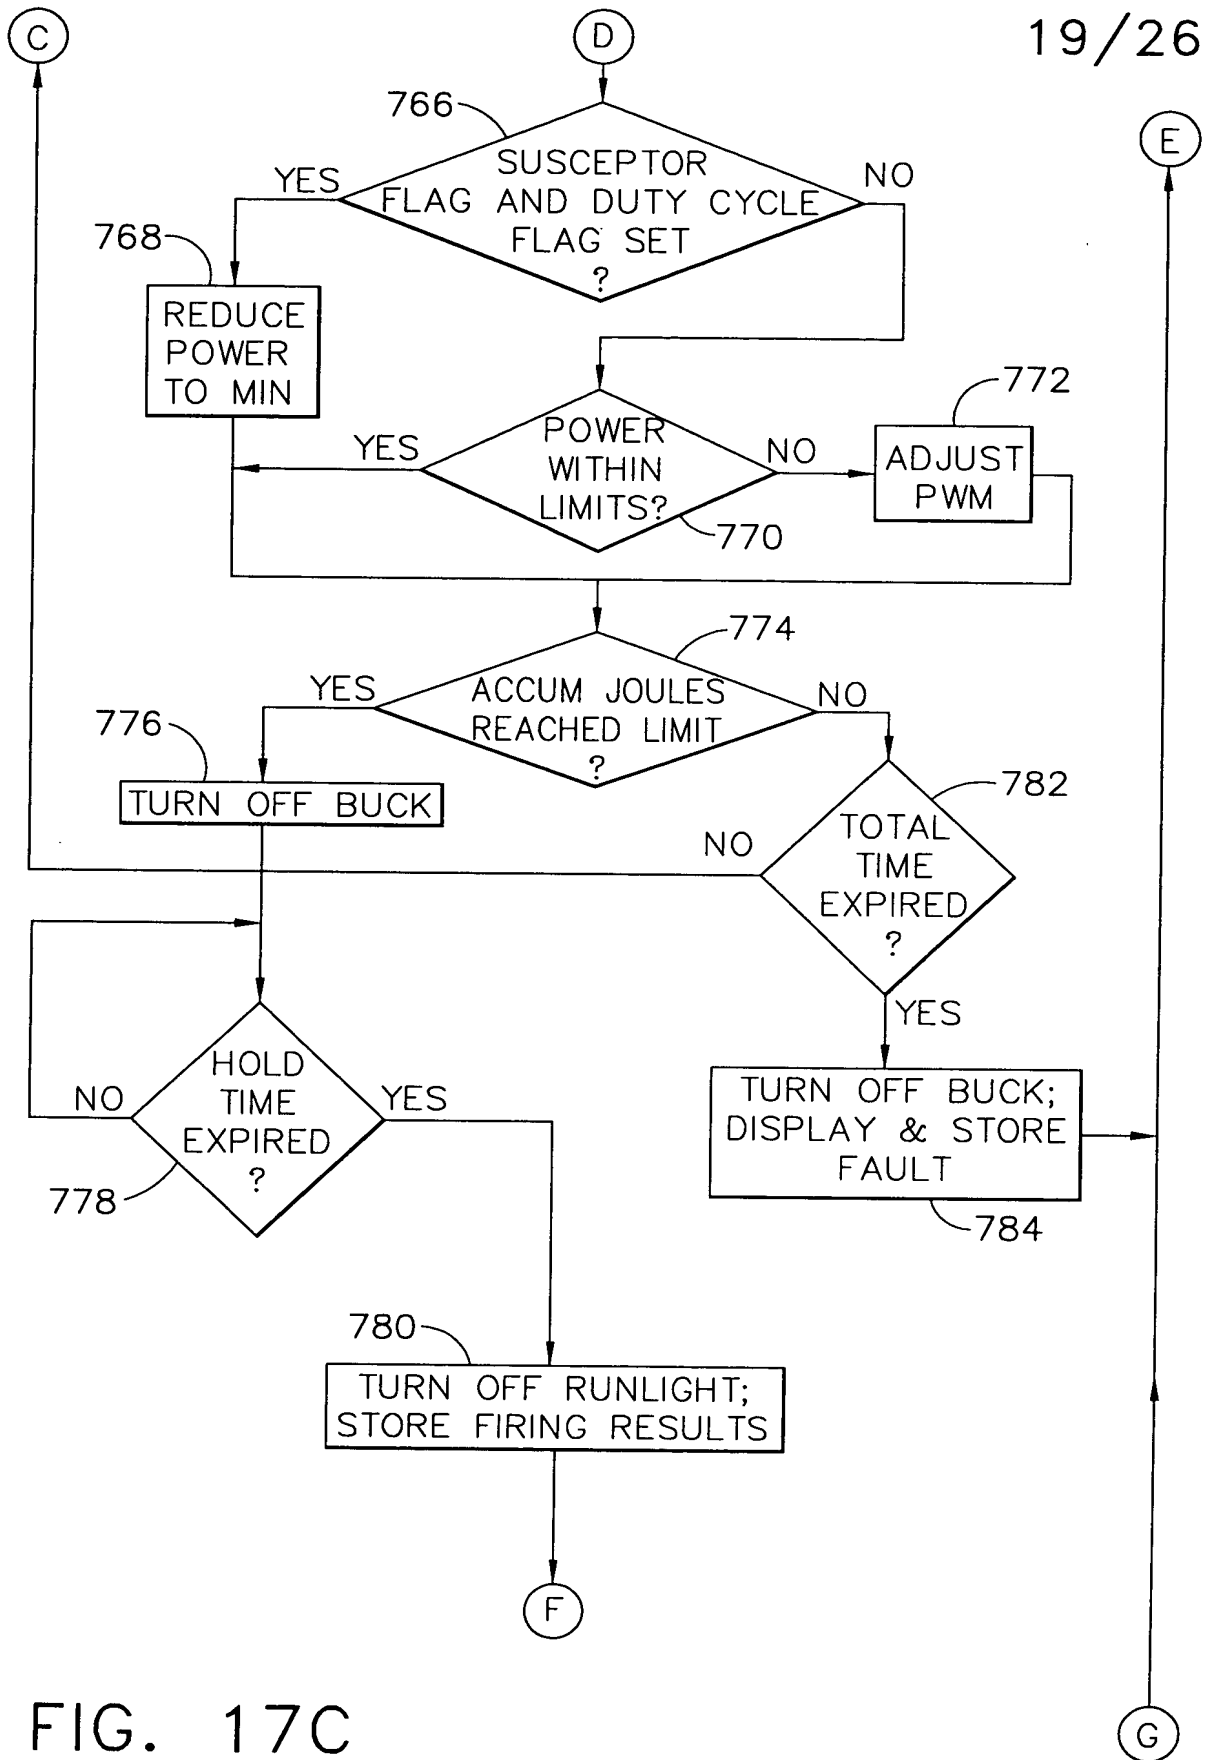 C
D
19/26
E
766
SUSCEPTOR
FLAG AND DUTY CYCLE
FLAG SET
?
YES
NO
768
REDUCE
POWER
TO MIN
772
POWER
WITHIN
LIMITS?
YES
NO
ADJUST
PWM
770
774
ACCUM JOULES
REACHED LIMIT
?
YES
NO
776
TURN OFF BUCK
782
TOTAL
TIME
EXPIRED
?
NO
YES
HOLD
TIME
EXPIRED
?
NO
YES
778
TURN OFF BUCK;
DISPLAY & STORE
FAULT
784
780
TURN OFF RUNLIGHT;
STORE FIRING RESULTS
F
FIG. 17C
G